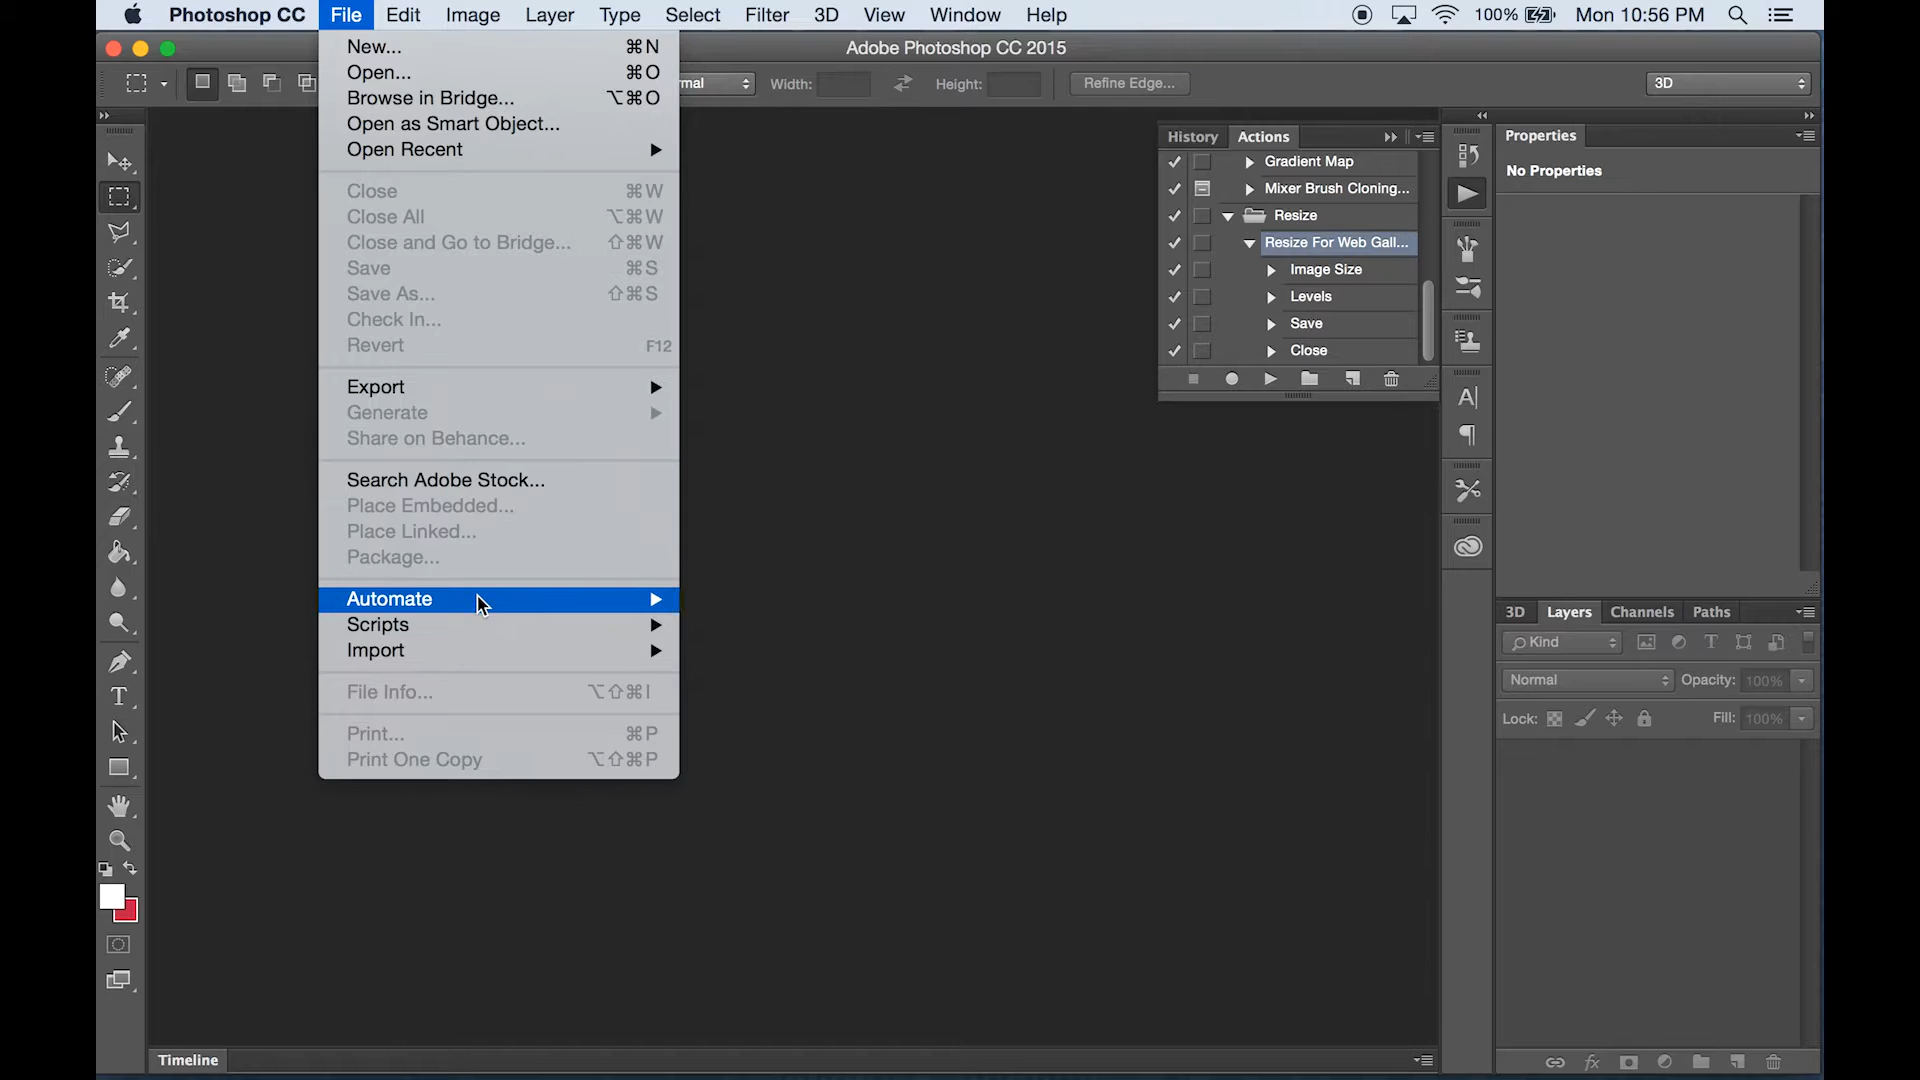 Photoshop CC File Edit Image Layer Type Select Filter 3D View Window Help 100% Mon 10:56 PM
Adobe Photoshop CC 2015
Width: Height: Refine Edge... 3D
New... ⌘N
Open... ⌘O
Browse in Bridge... ⌥⌘O
Open as Smart Object...
Open Recent
Close ⌘W
Close All ⌥⌘W
Close and Go to Bridge... ⇧⌘W
Save ⌘S
Save As... ⇧⌘S
Check In...
Revert F12
Export
Generate
Share on Behance...
Search Adobe Stock...
Place Embedded...
Place Linked...
Package...
Automate
Scripts
Import
File Info... ⌥⇧⌘I
Print... ⌘P
Print One Copy ⌥⇧⌘P
History Actions
Gradient Map
Mixer Brush Cloning...
Resize
Resize For Web Gall...
Image Size
Levels
Save
Close
Properties
No Properties
3D Layers Channels Paths
Kind
Normal Opacity: 100%
Lock: Fill: 100%
Timeline